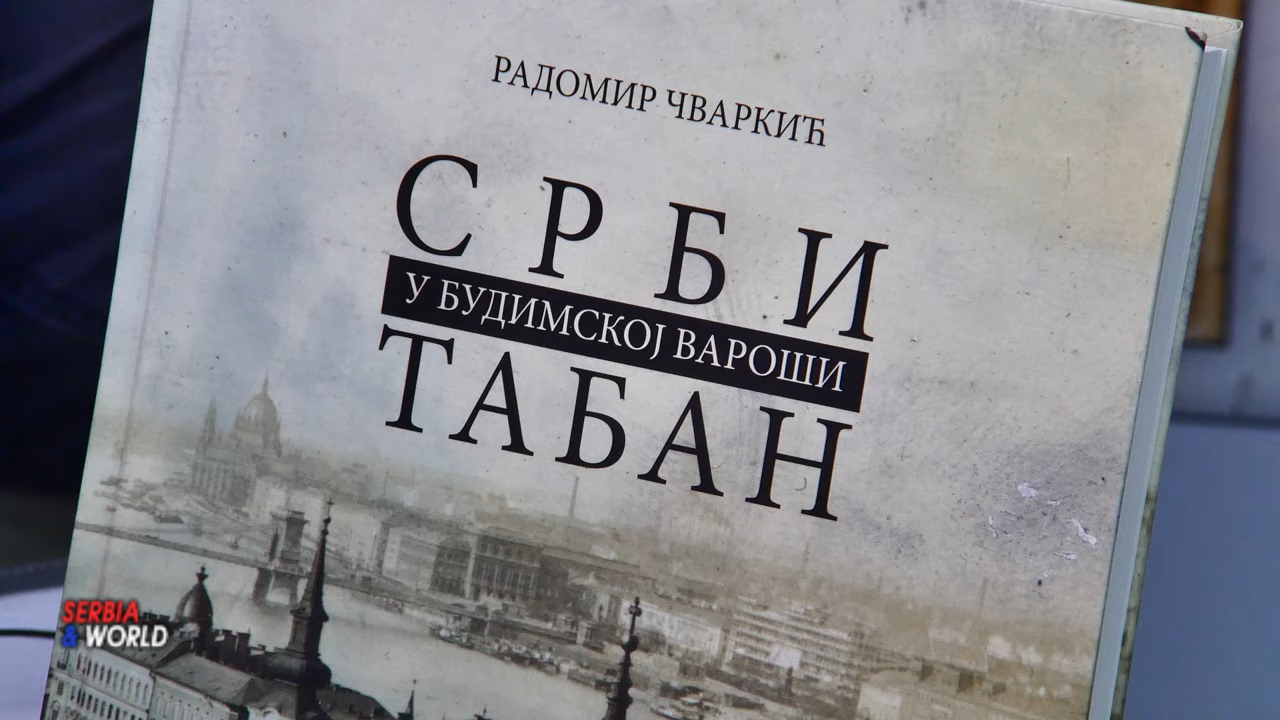 РАДОМИР ЧВАРКИЋ
СРБИ
У БУДИМСКОЈ ВАРОШИ
ТАБАН
SERBIA
& WORLD